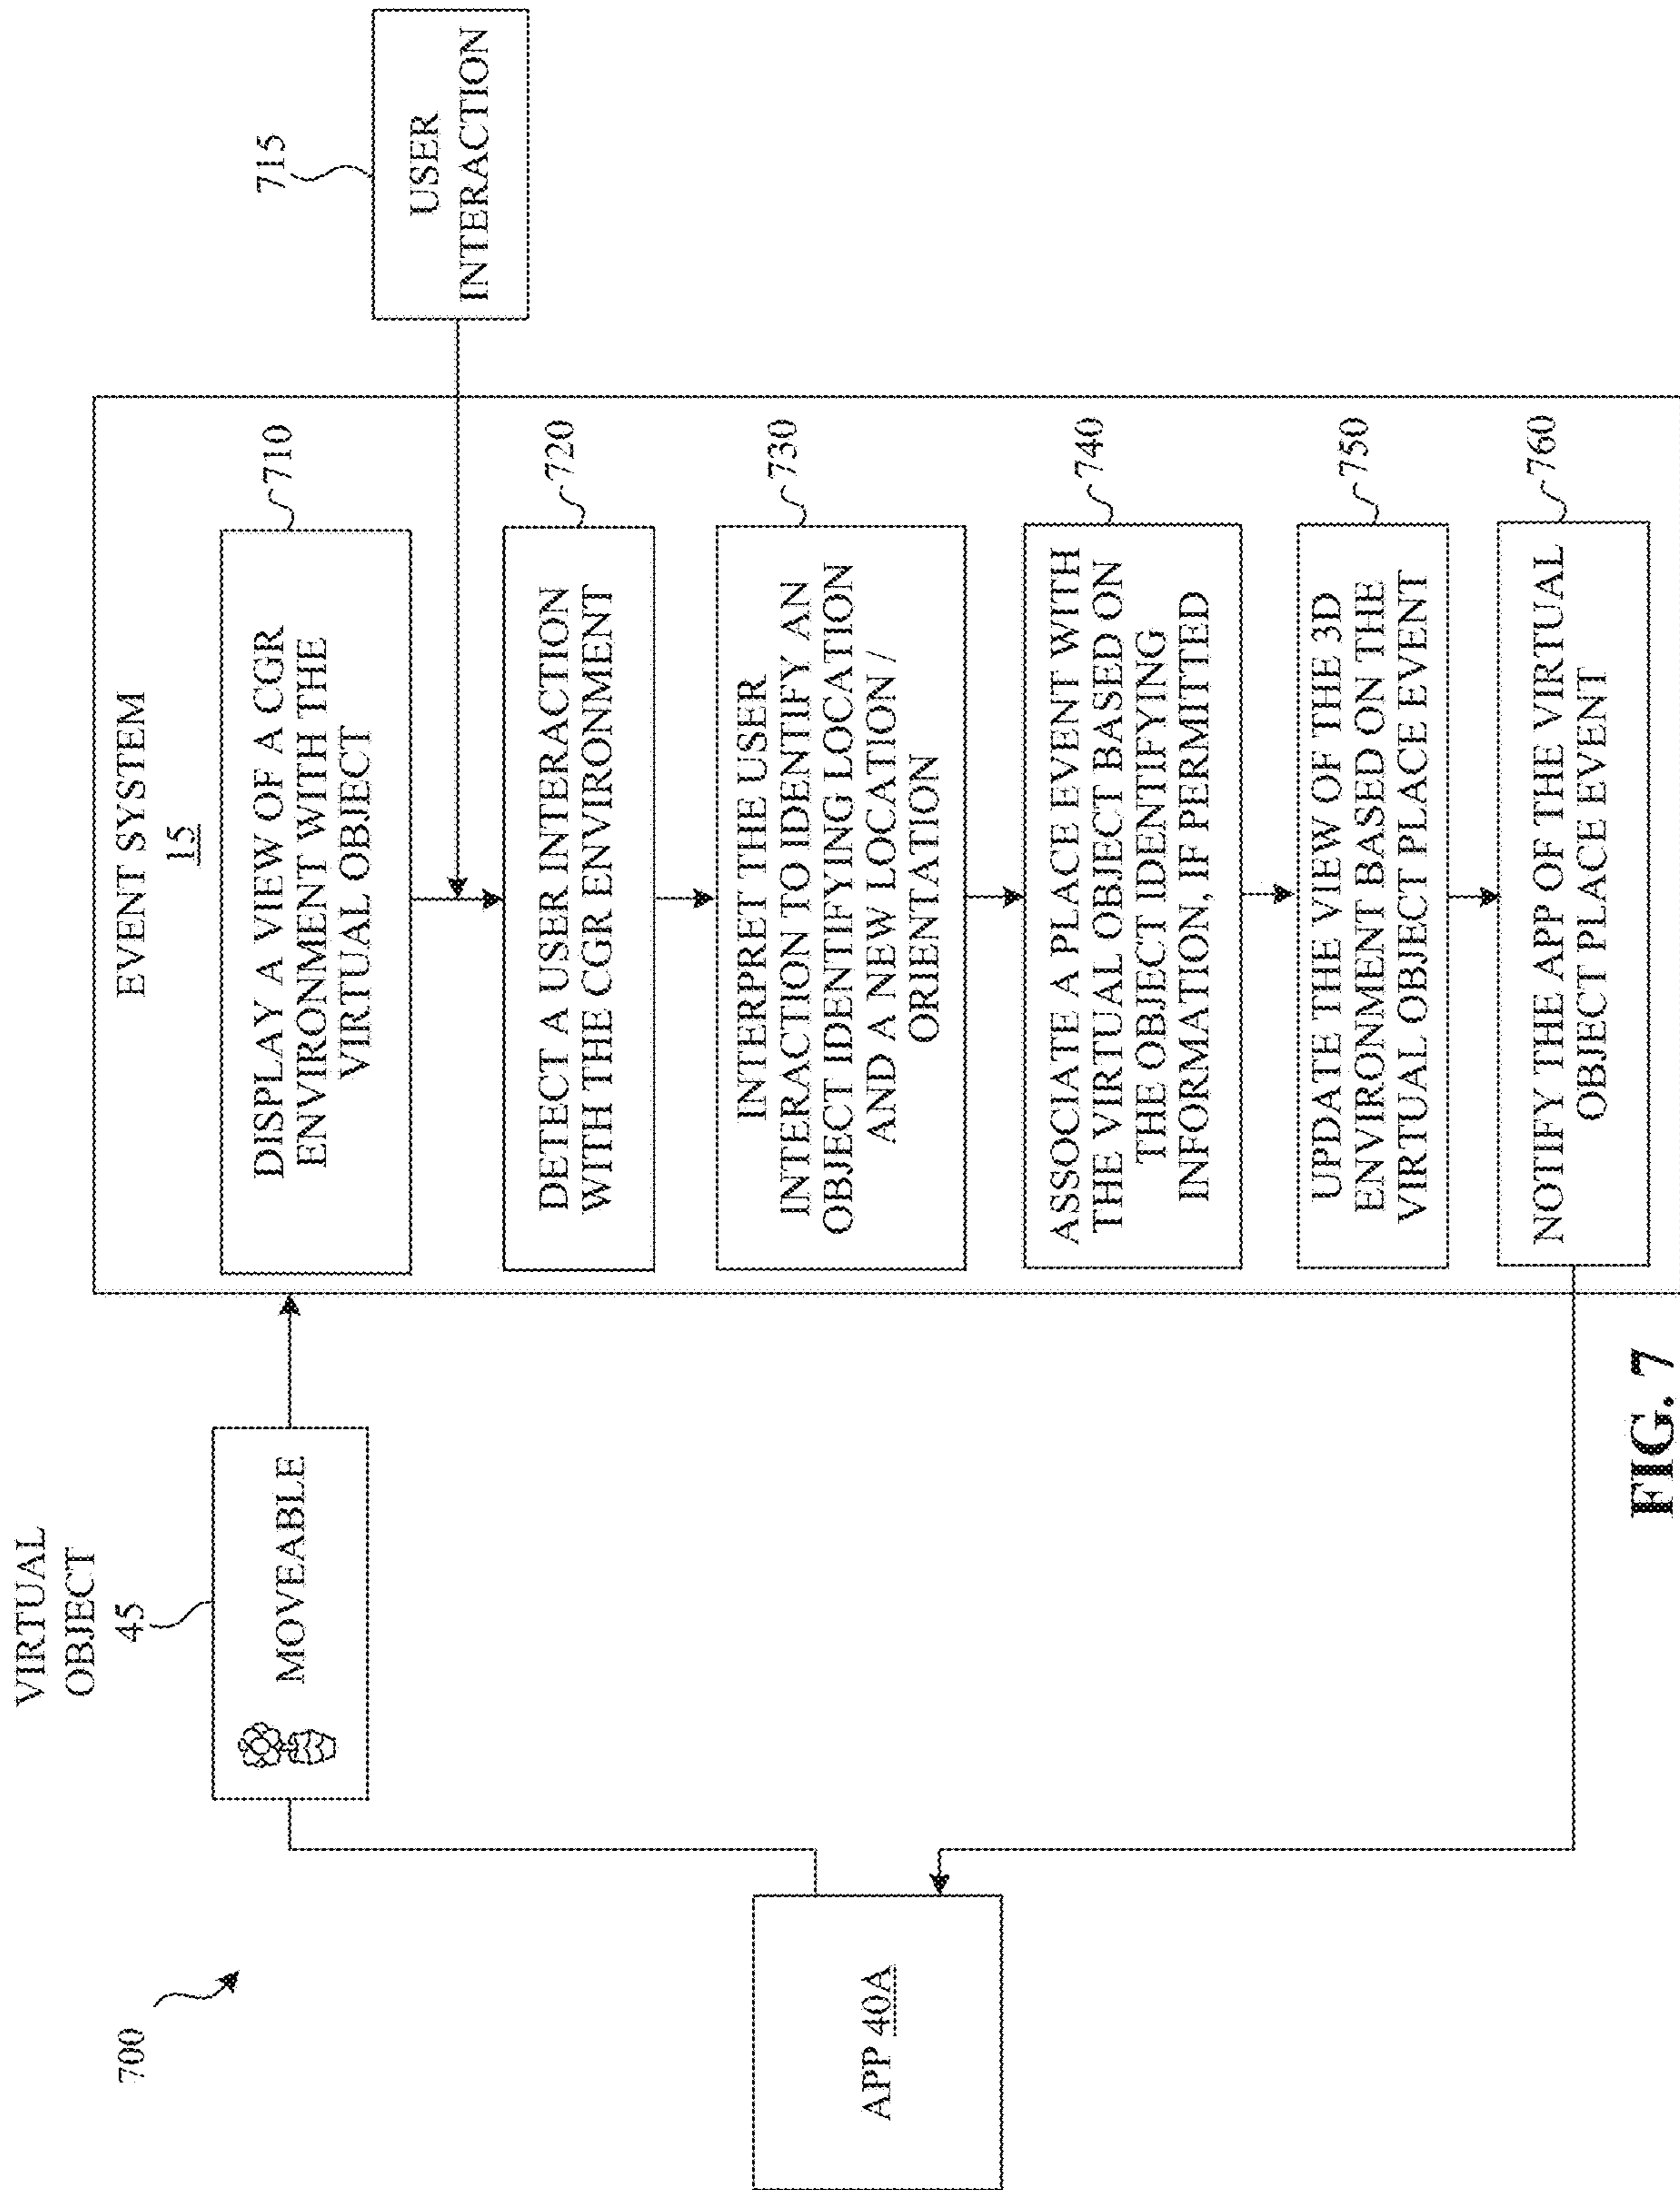 700
VIRTUAL
OBJECT
45
MOVEABLE
APP 40A
EVENT SYSTEM
15
710
DISPLAY A VIEW OF A CGR
ENVIRONMENT WITH THE
VIRTUAL OBJECT
715
USER
INTERACTION
720
DETECT A USER INTERACTION
WITH THE CGR ENVIRONMENT
730
INTERPRET THE USER
INTERACTION TO IDENTIFY AN
OBJECT IDENTIFYING LOCATION
AND A NEW LOCATION /
ORIENTATION
740
ASSOCIATE A PLACE EVENT WITH
THE VIRTUAL OBJECT BASED ON
THE OBJECT IDENTIFYING
INFORMATION, IF PERMITTED
750
UPDATE THE VIEW OF THE 3D
ENVIRONMENT BASED ON THE
VIRTUAL OBJECT PLACE EVENT
760
NOTIFY THE APP OF THE VIRTUAL
OBJECT PLACE EVENT
FIG. 7